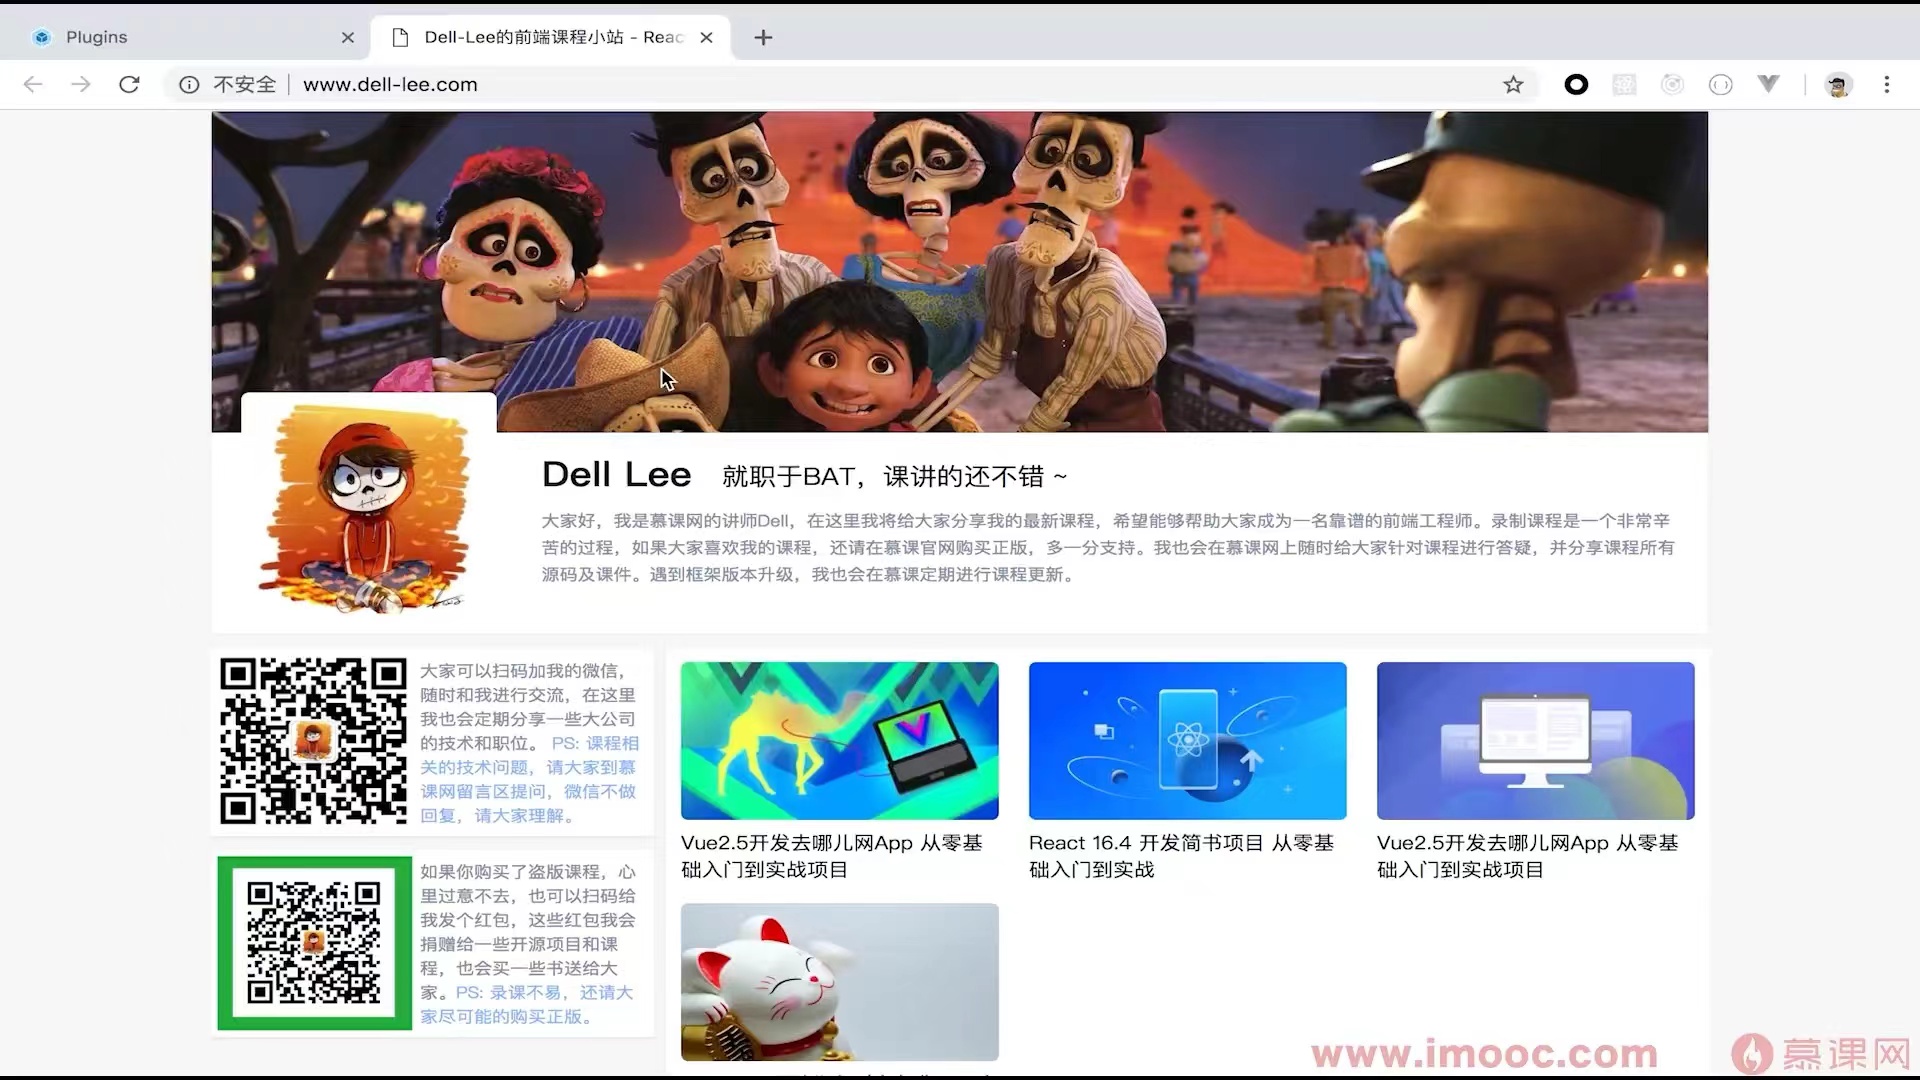 Plugins
Dell-Lee的前端课程小站 - Reac
不安全
www.dell-lee.com
Dell Lee 就职于BAT，课讲的还不错 ~
大家好，我是慕课网的讲师Dell，在这里我将给大家分享我的最新课程，希望能够帮助大家成为一名靠谱的前端工程师。录制课程是一个非常辛
苦的过程，如果大家喜欢我的课程，还请在慕课官网购买正版，多一分支持。我也会在慕课网上随时给大家针对课程进行答疑，并分享课程所有
源码及课件。遇到框架版本升级，我也会在慕课定期进行课程更新。
大家可以扫码加我的微信，
随时和我进行交流，在这里
我也会定期分享一些大公司
的技术和职位。 PS: 课程相
关的技术问题，请大家到慕
课网留言区提问，微信不做
回复，请大家理解。
如果你购买了盗版课程，心
里过意不去，也可以扫码给
我发个红包，这些红包我会
捐赠给一些开源项目和课
程，也会买一些书送给大
家。PS: 录课不易，还请大
家尽可能的购买正版。
Vue2.5开发去哪儿网App 从零基
础入门到实战项目
React 16.4 开发简书项目 从零基
础入门到实战
Vue2.5开发去哪儿网App 从零基
础入门到实战项目
www.imooc.com
慕课网